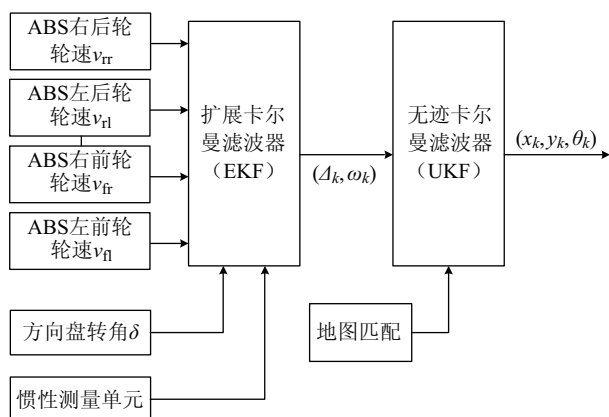 ABS右后轮
轮速vrr
ABS左后轮
轮速vrl
ABS右前轮
轮速vfr
ABS左前轮
轮速vfl
方向盘转角δ
惯性测量单元
扩展卡尔
曼滤波器
（EKF）
(Δk,ωk)
无迹卡尔
曼滤波器
（UKF）
地图匹配
(xk,yk,θk)